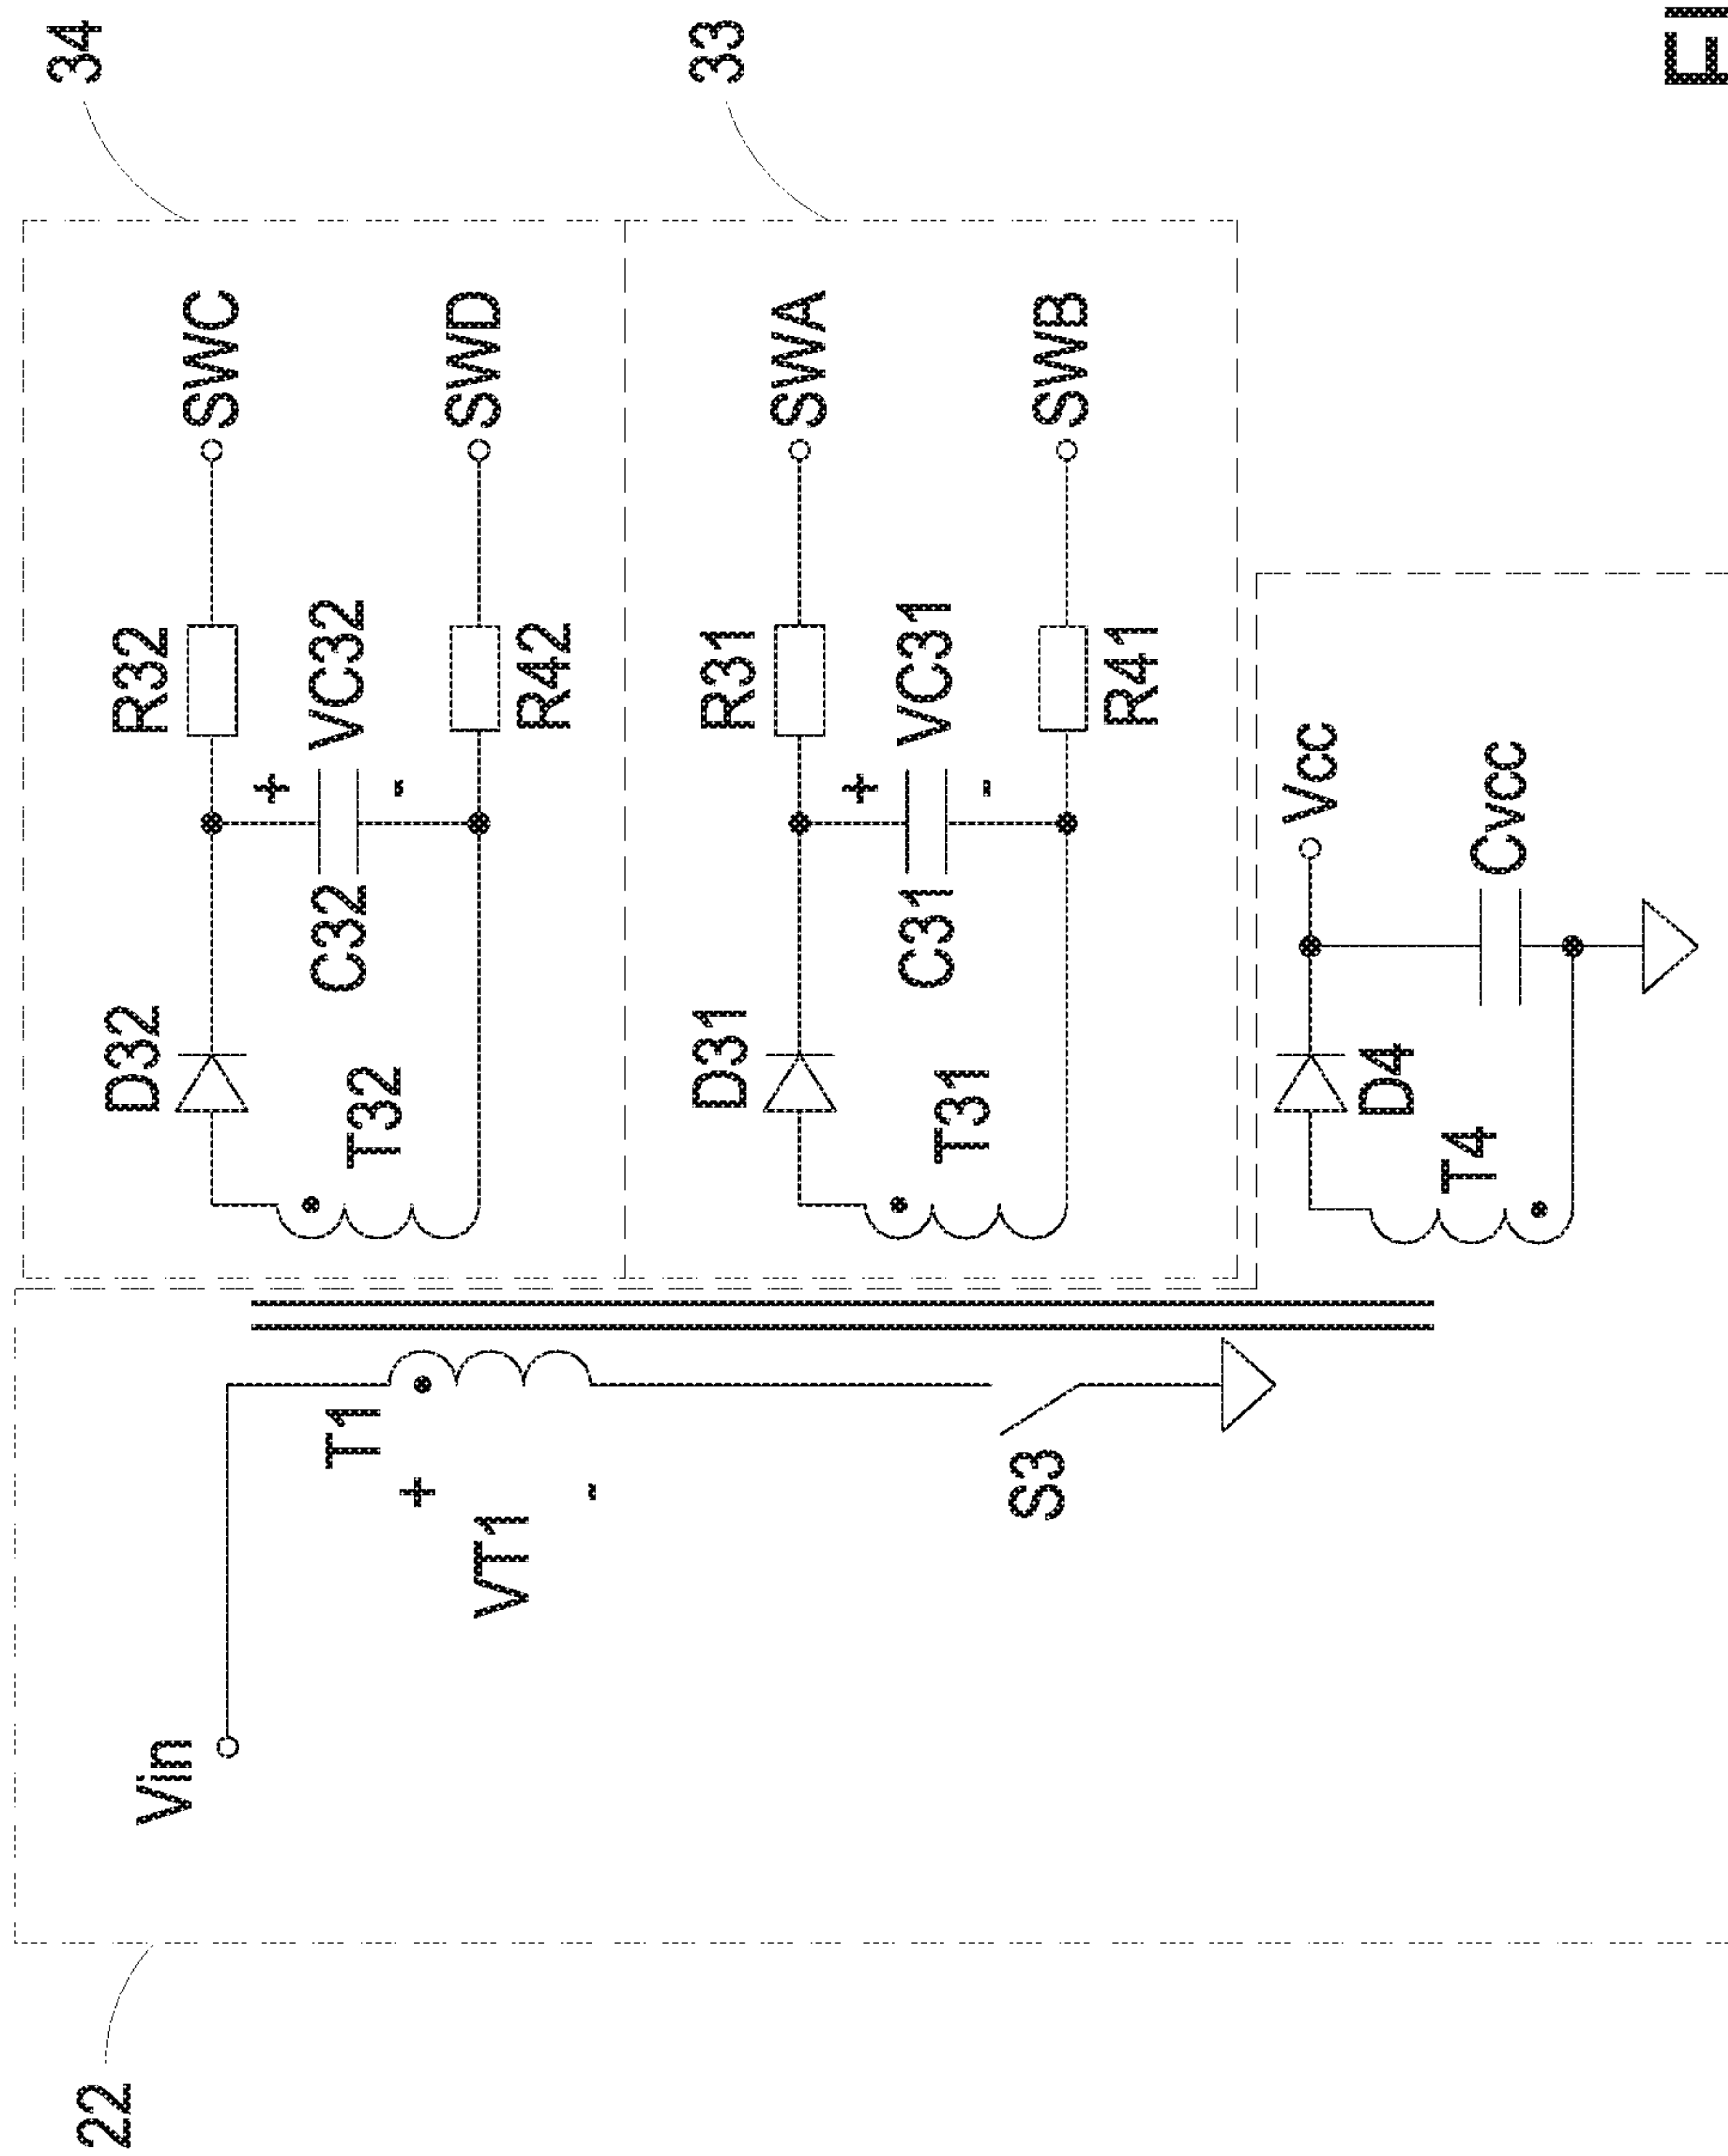 34
SWC
R32
D32
VC32
C32
T32
SWD
R42
33
SWA
R31
D31
VC31
C31
T31
SWB
R41
22
Vin
T1
VT1
S3
Vcc
D4
Cvcc
T4
+
-
+
-
+
-